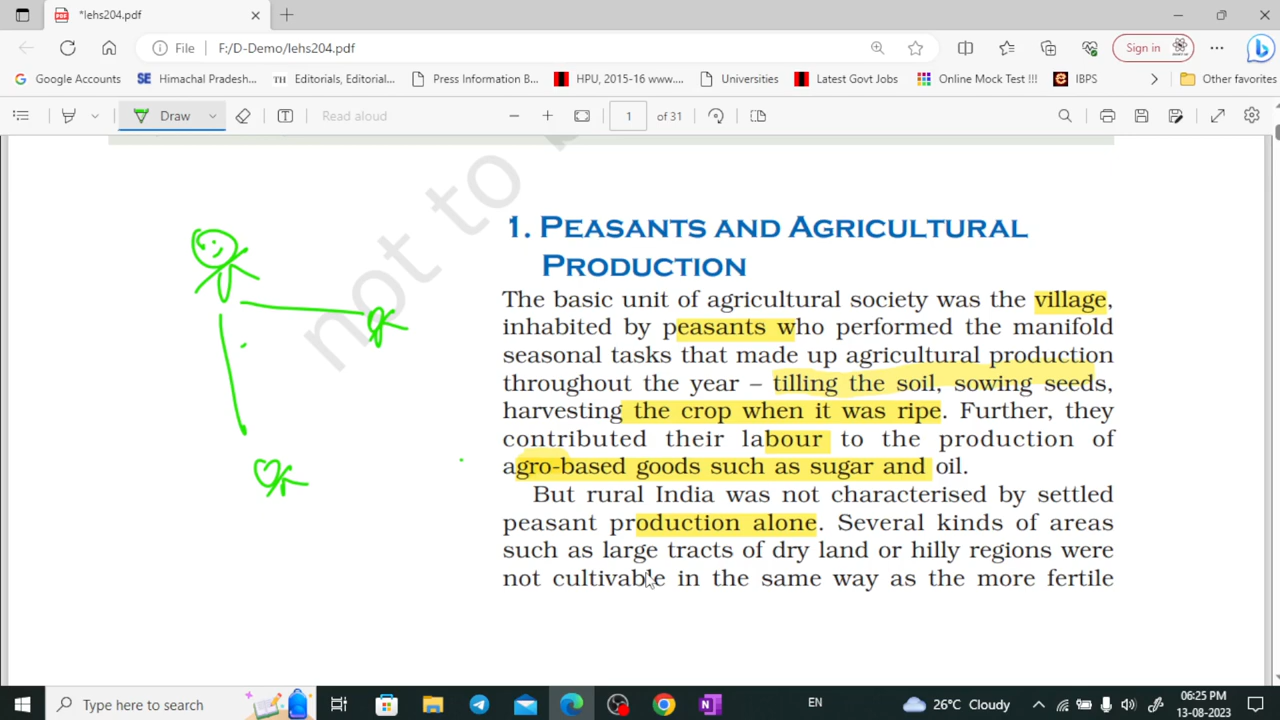 *lehs204.pdf
File F:/D-Demo/lehs204.pdf Sign in
Google Accounts SE Himachal Pradesh... TH Editorials, Editorial... Press Information B... HPU, 2015-16 www.... Universities Latest Govt Jobs Online Mock Test !!! IBPS Other favorites
Draw Read aloud 1 of 31
not to b
1. PEASANTS AND AGRICULTURAL
PRODUCTION
The basic unit of agricultural society was the village,
inhabited by peasants who performed the manifold
seasonal tasks that made up agricultural production
throughout the year – tilling the soil, sowing seeds,
harvesting the crop when it was ripe. Further, they
contributed their labour to the production of
agro-based goods such as sugar and oil.
But rural India was not characterised by settled
peasant production alone. Several kinds of areas
such as large tracts of dry land or hilly regions were
not cultivable in the same way as the more fertile
Type here to search EN 26°C Cloudy 06:25 PM
13-08-2023